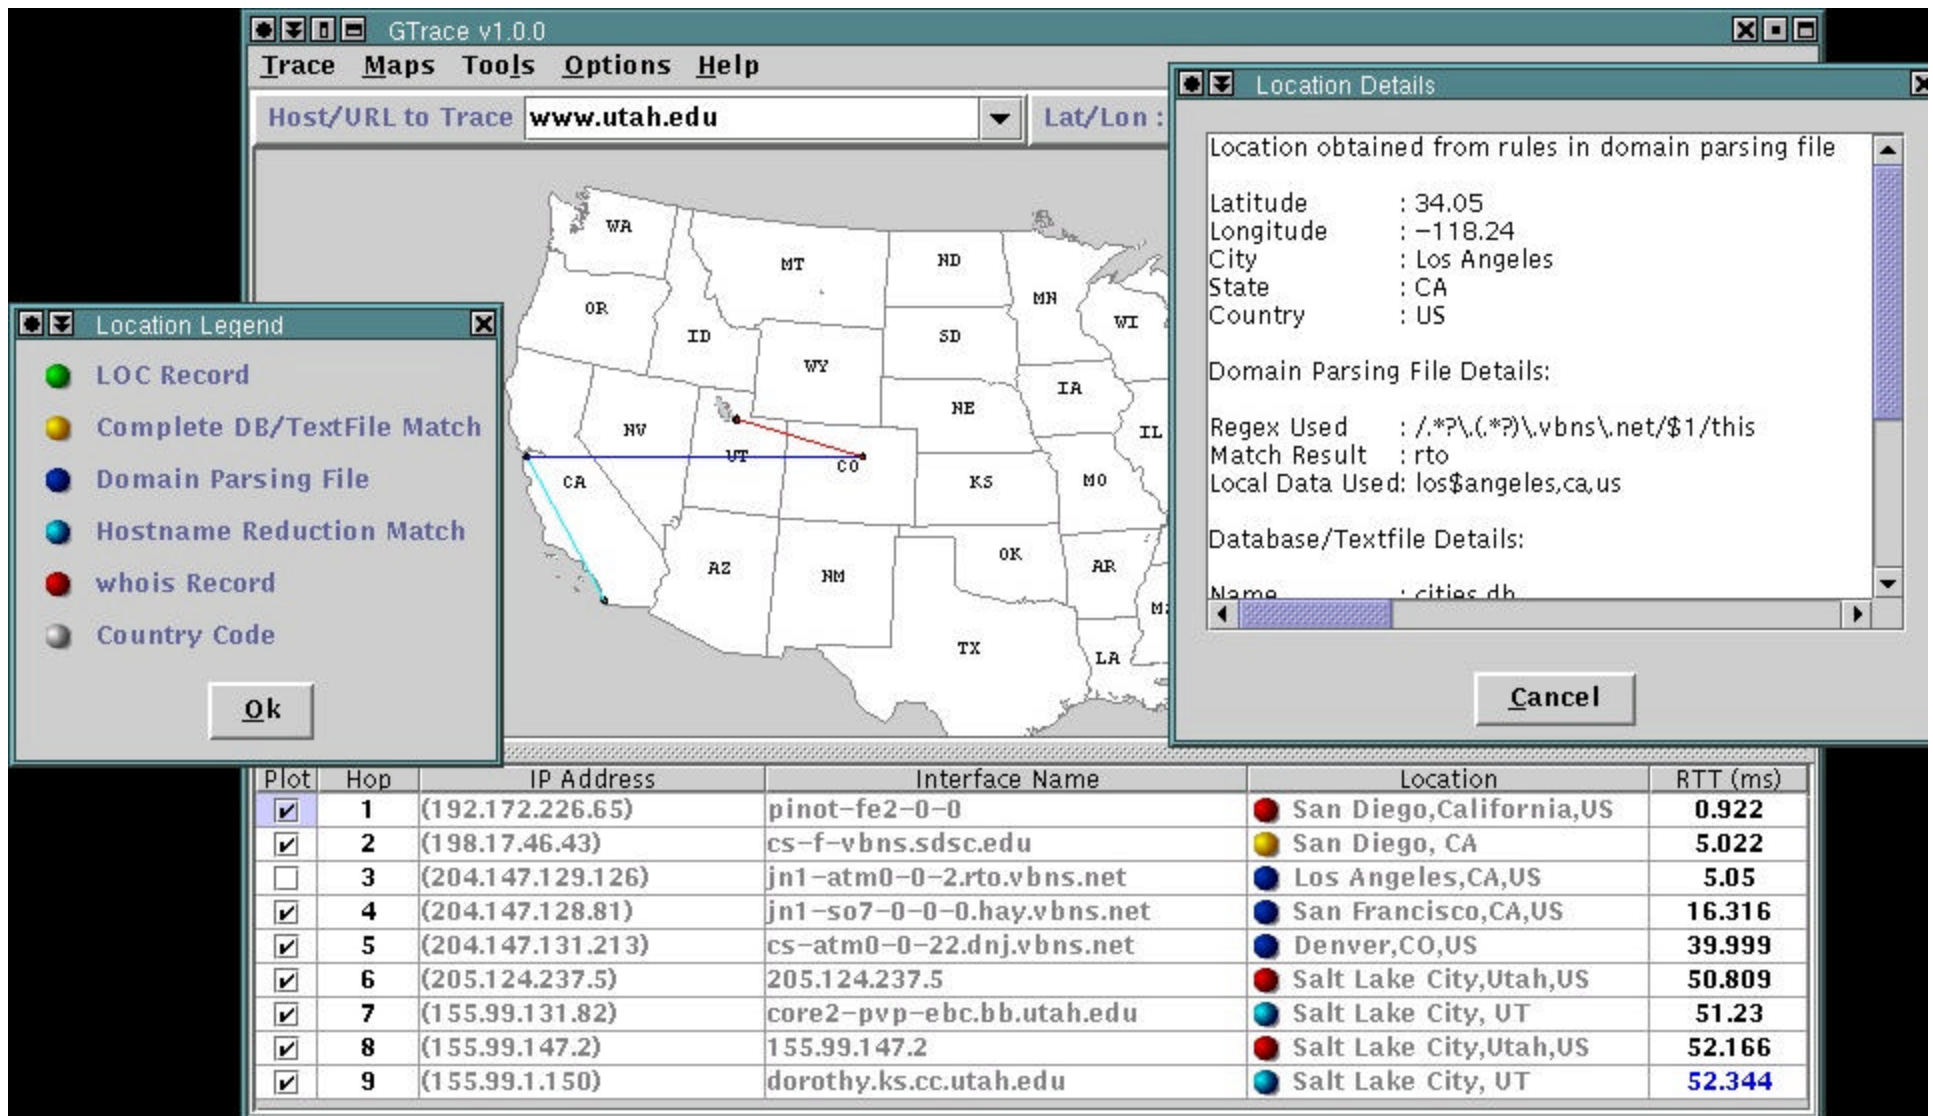 GTrace v1.0.0
Trace Maps Tools Options Help
Host/URL to Trace www.utah.edu Lat/Lon :
WA
MT
ND
MN
OR
ID
SD
WI
WY
IA
NE
NV
IL
UT
CO
CA
KS
MO
OK
AR
AZ
NM
TX
LA
Location Legend
LOC Record
Complete DB/TextFile Match
Domain Parsing File
Hostname Reduction Match
whois Record
Country Code
Ok
Location Details
Location obtained from rules in domain parsing file
Latitude : 34.05
Longitude : −118.24
City : Los Angeles
State : CA
Country : US
Domain Parsing File Details:
Regex Used : /.*?\.(.*?)\.vbns\.net/$1/this
Match Result : rto
Local Data Used: los$angeles,ca,us
Database/Textfile Details:
Name : cities.db
Cancel
Plot Hop IP Address Interface Name Location RTT (ms)
1 (192.172.226.65) pinot-fe2-0-0 San Diego,California,US 0.922
2 (198.17.46.43) cs-f-vbns.sdsc.edu San Diego, CA 5.022
3 (204.147.129.126) jn1-atm0-0-2.rto.vbns.net Los Angeles,CA,US 5.05
4 (204.147.128.81) jn1-so7-0-0-0.hay.vbns.net San Francisco,CA,US 16.316
5 (204.147.131.213) cs-atm0-0-22.dnj.vbns.net Denver,CO,US 39.999
6 (205.124.237.5) 205.124.237.5 Salt Lake City,Utah,US 50.809
7 (155.99.131.82) core2-pvp-ebc.bb.utah.edu Salt Lake City, UT 51.23
8 (155.99.147.2) 155.99.147.2 Salt Lake City,Utah,US 52.166
9 (155.99.1.150) dorothy.ks.cc.utah.edu Salt Lake City, UT 52.344